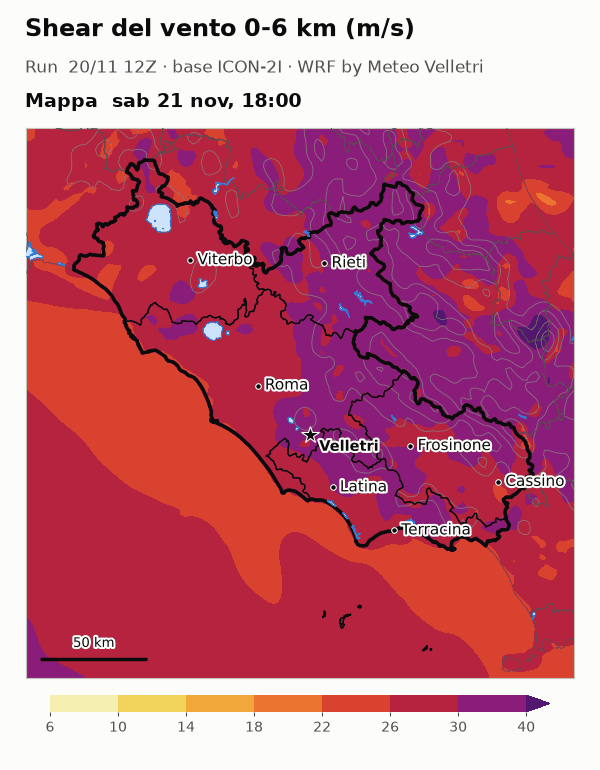 Shear del vento 0-6 km (m/s)
Run  20/11 12Z · base ICON-2I · WRF by Meteo Velletri
Mappa  sab 21 nov, 18:00
Viterbo
Rieti
Roma
Velletri
Frosinone
Latina
Cassino
Terracina
50 km
6 10 14 18 22 26 30 40